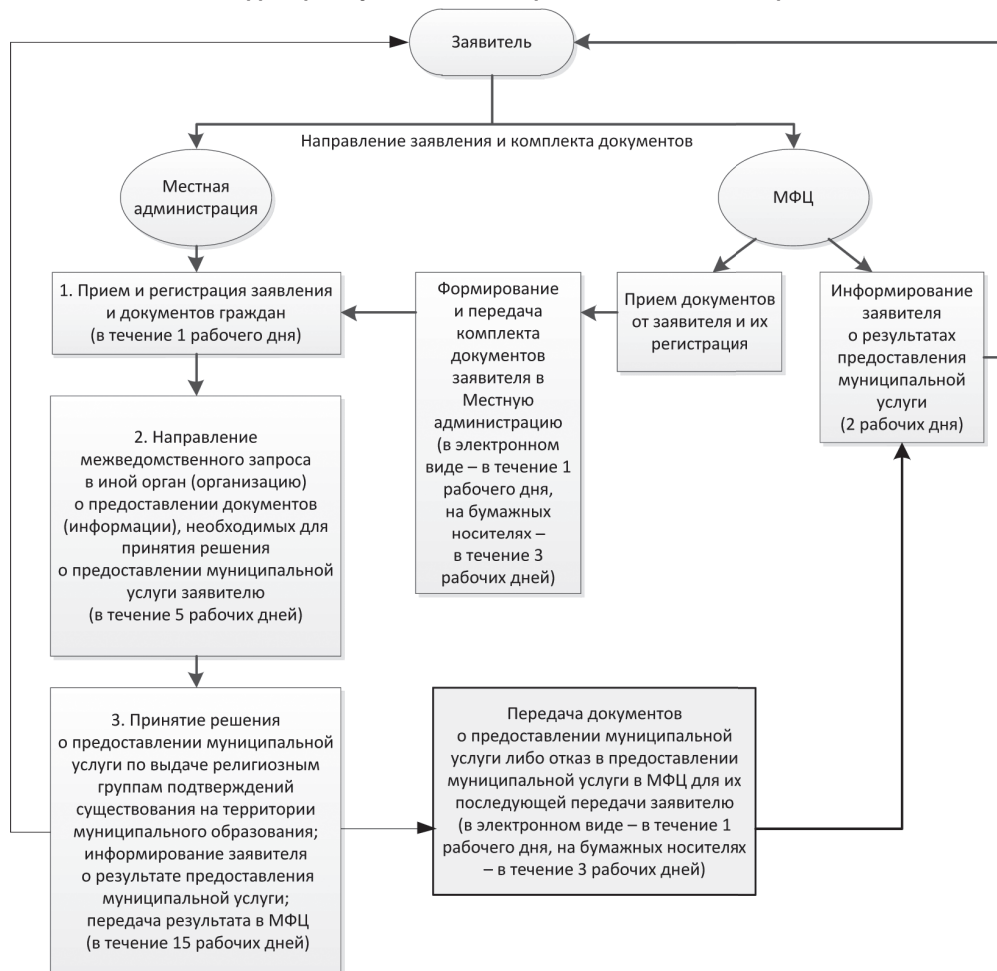 Заявитель
Направление заявления и комплекта документов
Местная
администрация
МФЦ
1. Прием и регистрация заявления
и документов граждан
(в течение 1 рабочего дня)
Формирование
и передача
комплекта
документов
заявителя в
Местную
администрацию
(в электронном
виде – в течение 1
рабочего дня,
на бумажных
носителях –
в течение 3
рабочих дней)
Прием документов
от заявителя и их
регистрация
Информирование
заявителя
о результатах
предоставления
муниципальной
услуги
(2 рабочих дня)
2. Направление
межведомственного запроса
в иной орган (организацию)
о предоставлении документов
(информации), необходимых для
принятия решения
о предоставлении муниципальной
услуги заявителю
(в течение 5 рабочих дней)
3. Принятие решения
о предоставлении муниципальной
услуги по выдаче религиозным
группам подтверждений
существования на территории
муниципального образования;
информирование заявителя
о результате предоставления
муниципальной услуги;
передача результата в МФЦ
(в течение 15 рабочих дней)
Передача документов
о предоставлении муниципальной
услуги либо отказ в предоставлении
муниципальной услуги в МФЦ для их
последующей передачи заявителю
(в электронном виде – в течение 1
рабочего дня, на бумажных носителях
– в течение 3 рабочих дней)